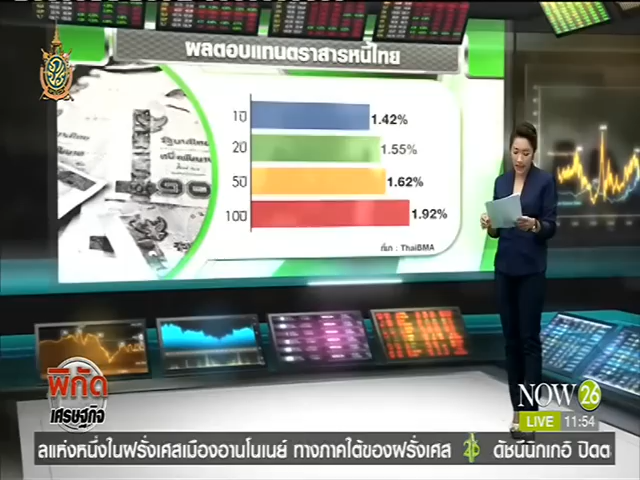 ผลตอบแทนตราสารหนี้ไทย
1ปี 1.42%
2ปี 1.55%
5ปี 1.62%
10ปี 1.92%
ที่มา : ThaiBMA
พิกัด
เศรษฐกิจ
NOW 26
LIVE 11:54
ลแห่งหนึ่งในฝรั่งเศสเมืองอานโนเนย์ ทางภาคใต้ของฝรั่งเศส 26 ดัชนีนิกเกอิ ปิดต